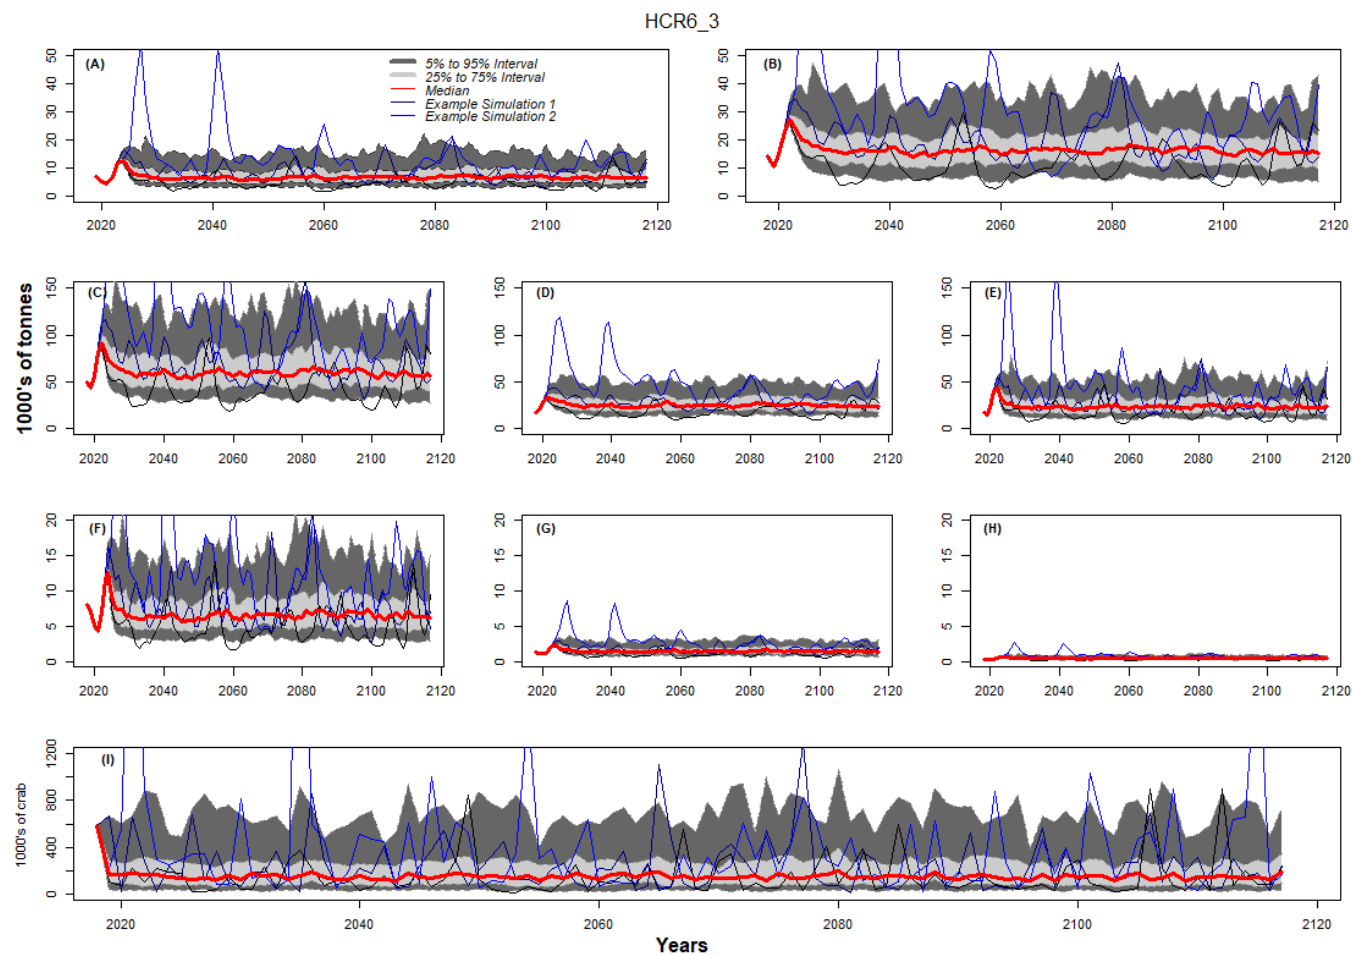 HCR6_3
(A)
5% to 95% Interval
25% to 75% Interval
Median
Example Simulation 1
Example Simulation 2
50
40
30
20
10
0
2020 2040 2060 2080 2100 2120
(B)
50
40
30
20
10
0
2020 2040 2060 2080 2100 2120
1000's of tonnes
(C)
150
100
50
0
2020 2040 2060 2080 2100 2120
(D)
150
100
50
0
2020 2040 2060 2080 2100 2120
(E)
150
100
50
0
2020 2040 2060 2080 2100 2120
(F)
20
15
10
5
0
2020 2040 2060 2080 2100 2120
(G)
20
15
10
5
0
2020 2040 2060 2080 2100 2120
(H)
20
15
10
5
0
2020 2040 2060 2080 2100 2120
1000's of crab
(I)
1200
800
400
0
2020 2040 2060 2080 2100 2120
Years